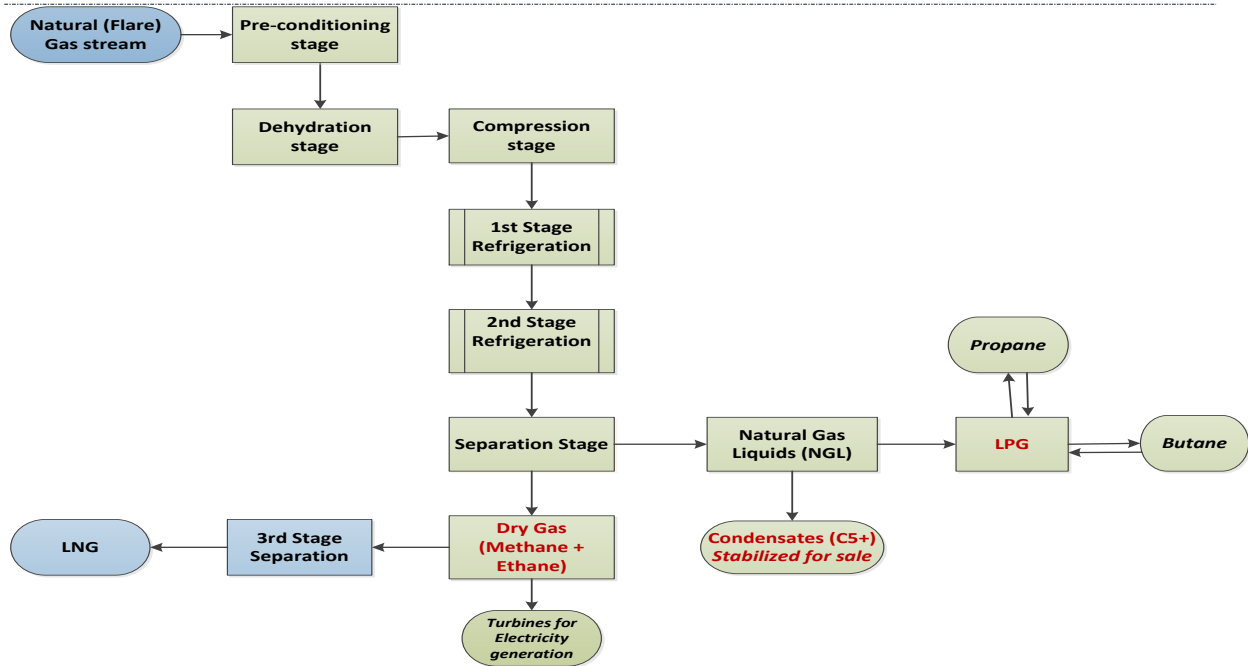 Natural (Flare)
Gas stream
Pre-conditioning
stage
Dehydration
stage
Compression
stage
1st Stage
Refrigeration
2nd Stage
Refrigeration
Propane
Separation Stage
Natural Gas
Liquids (NGL)
LPG
Butane
LNG
3rd Stage
Separation
Dry Gas
(Methane +
Ethane)
Condensates (C5+)
Stabilized for sale
Turbines for
Electricity
generation